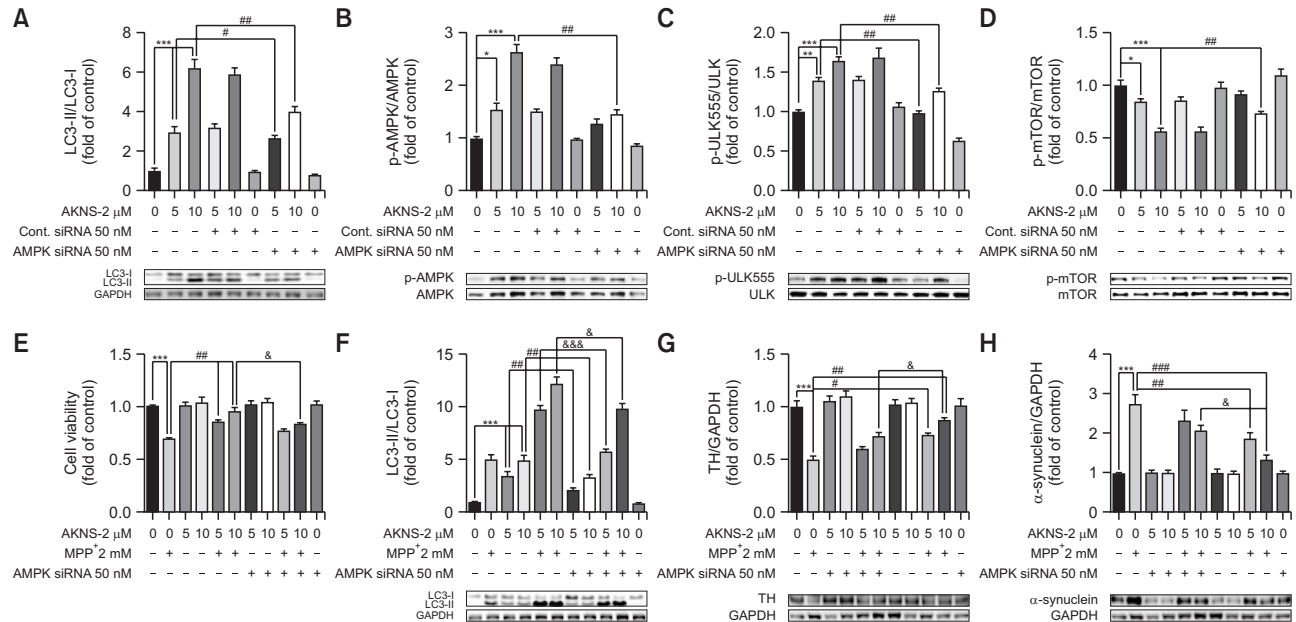 A
LC3-II/LC3-I
(fold of control)
8
6
4
2
0
***
#
##
0 5 10 5 10 0 5 10 0
AKNS-2 μM
Cont. siRNA 50 nM – – – + + + – – –
AMPK siRNA 50 nM – – – – – – + + +
LC3-I
LC3-II
GAPDH
B
p-AMPK/AMPK
(fold of control)
3
2
1
0
***
*
##
0 5 10 5 10 0 5 10 0
AKNS-2 μM
Cont. siRNA 50 nM – – – + + + – – –
AMPK siRNA 50 nM – – – – – – + + +
p-AMPK
AMPK
C
p-ULK555/ULK
(fold of control)
2.0
1.5
1.0
0.5
0.0
***
**
##
##
0 5 10 5 10 0 5 10 0
AKNS-2 μM
Cont. siRNA 50 nM – – – + + + – – –
AMPK siRNA 50 nM – – – – – – + + +
p-ULK555
ULK
D
p-mTOR/mTOR
(fold of control)
1.5
1.0
0.5
0.0
***
*
##
0 5 10 5 10 0 5 10 0
AKNS-2 μM
Cont. siRNA 50 nM – – – + + + – – –
AMPK siRNA 50 nM – – – – – – + + +
p-mTOR
mTOR
E
Cell viability
(fold of control)
1.5
1.0
0.5
0.0
***
##
&
AKNS-2 μM 0 0 5 10 5 10 5 10 5 10 0
MPP+ 2 mM – + – – + + – – + + –
AMPK siRNA 50 nM – – – – – – + + + + +
F
LC3-II/LC3-I
(fold of control)
15
10
5
0
***
##
##
&&&
&
AKNS-2 μM 0 0 5 10 5 10 5 10 5 10 0
MPP+ 2 mM – + – – + + – – + + –
AMPK siRNA 50 nM – – – – – – + + + + +
LC3-I
LC3-II
GAPDH
G
TH/GAPDH
(fold of control)
1.5
1.0
0.5
0.0
***
##
#
&
AKNS-2 μM 0 0 5 10 5 10 0 5 10 5 10 0
MPP+ 2 mM
AMPK siRNA 50 nM
TH
GAPDH
H
α-synuclein/GAPDH
(fold of control)
4
3
2
1
0
***
###
##
&
AKNS-2 μM 0 0 5 10 5 10 5 10 5 10 0
MPP+ 2 mM
AMPK siRNA 50 nM
α-synuclein
GAPDH